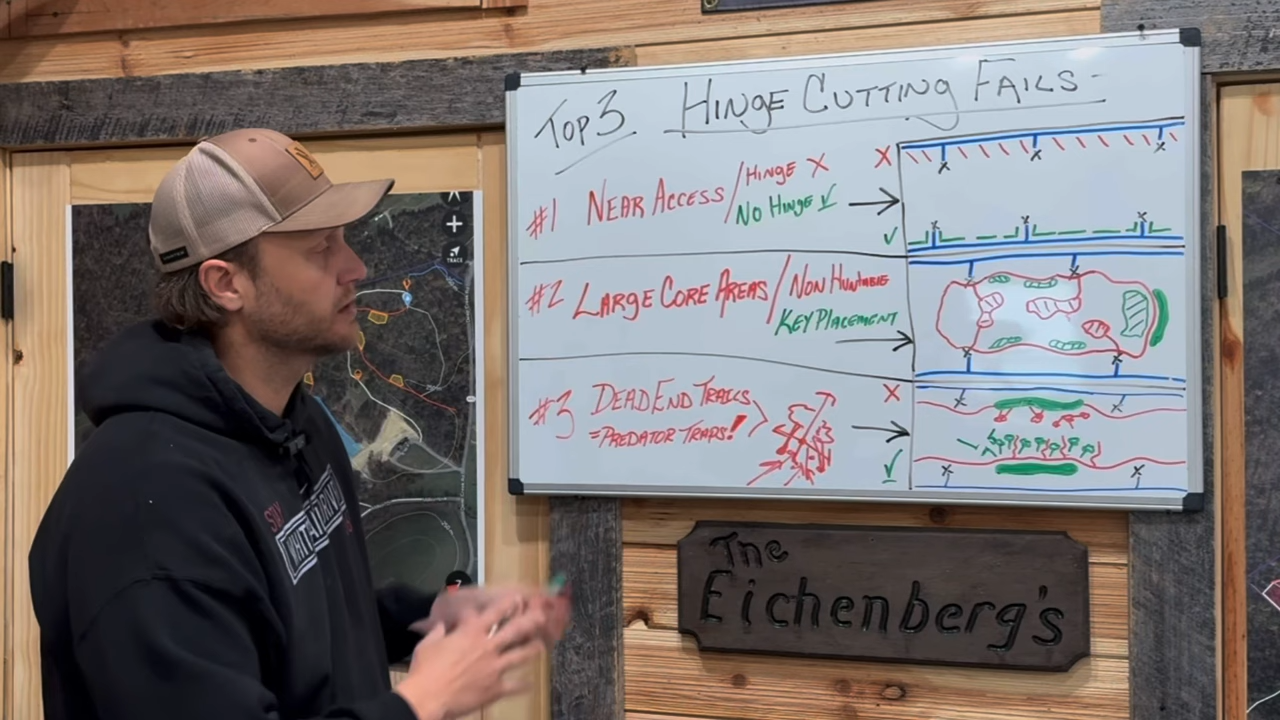 TOP 3 HINGE CUTTING FAILS-
#1 NEAR ACCESS / HINGE X
NO HINGE ✓
#2 LARGE CORE AREAS / NON HUNTABLE
KEY PLACEMENT
#3 DEAD END TRAILS
=PREDATOR TRAPS!
The
Eichenberg's
TRACE